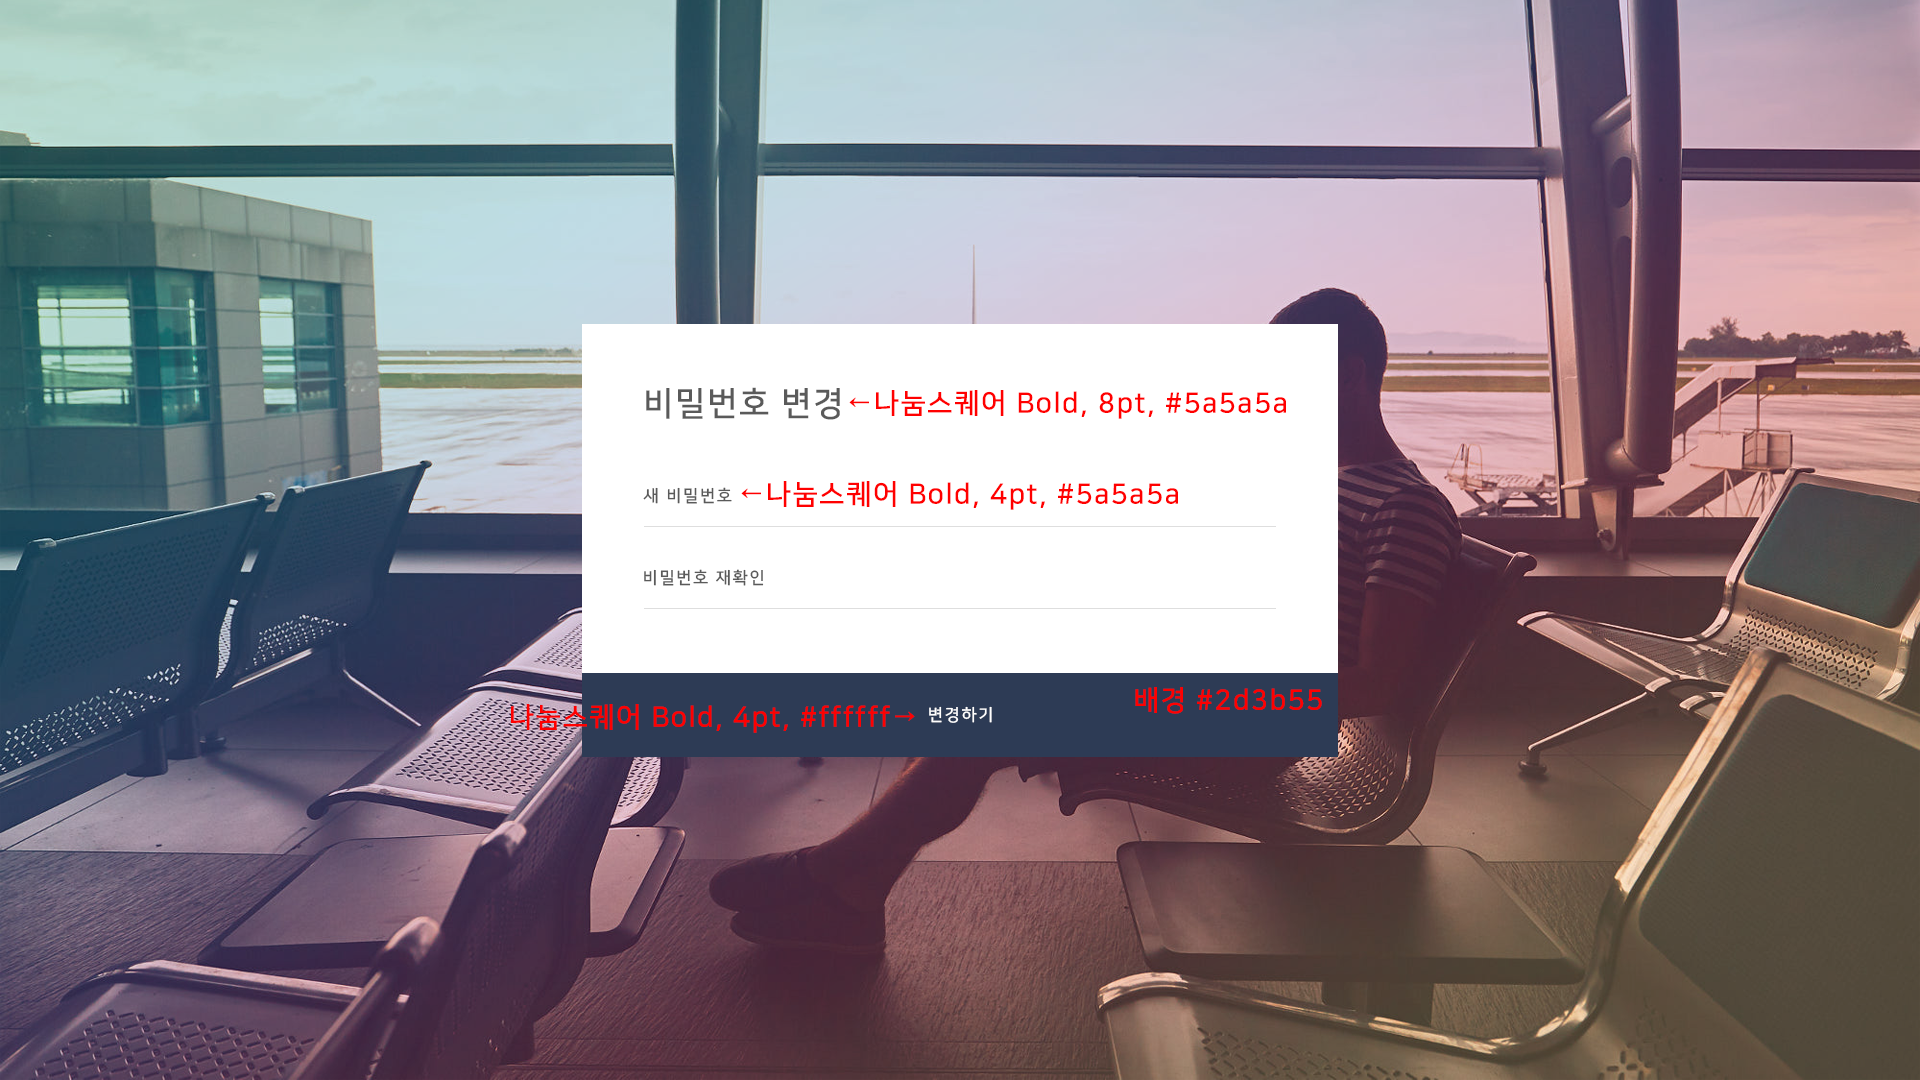 비밀번호 변경 ←나눔스퀘어 Bold, 8pt, #5a5a5a
새 비밀번호 ←나눔스퀘어 Bold, 4pt, #5a5a5a
비밀번호 재확인
배경 #2d3b55
나눔스퀘어 Bold, 4pt, #ffffff→ 변경하기